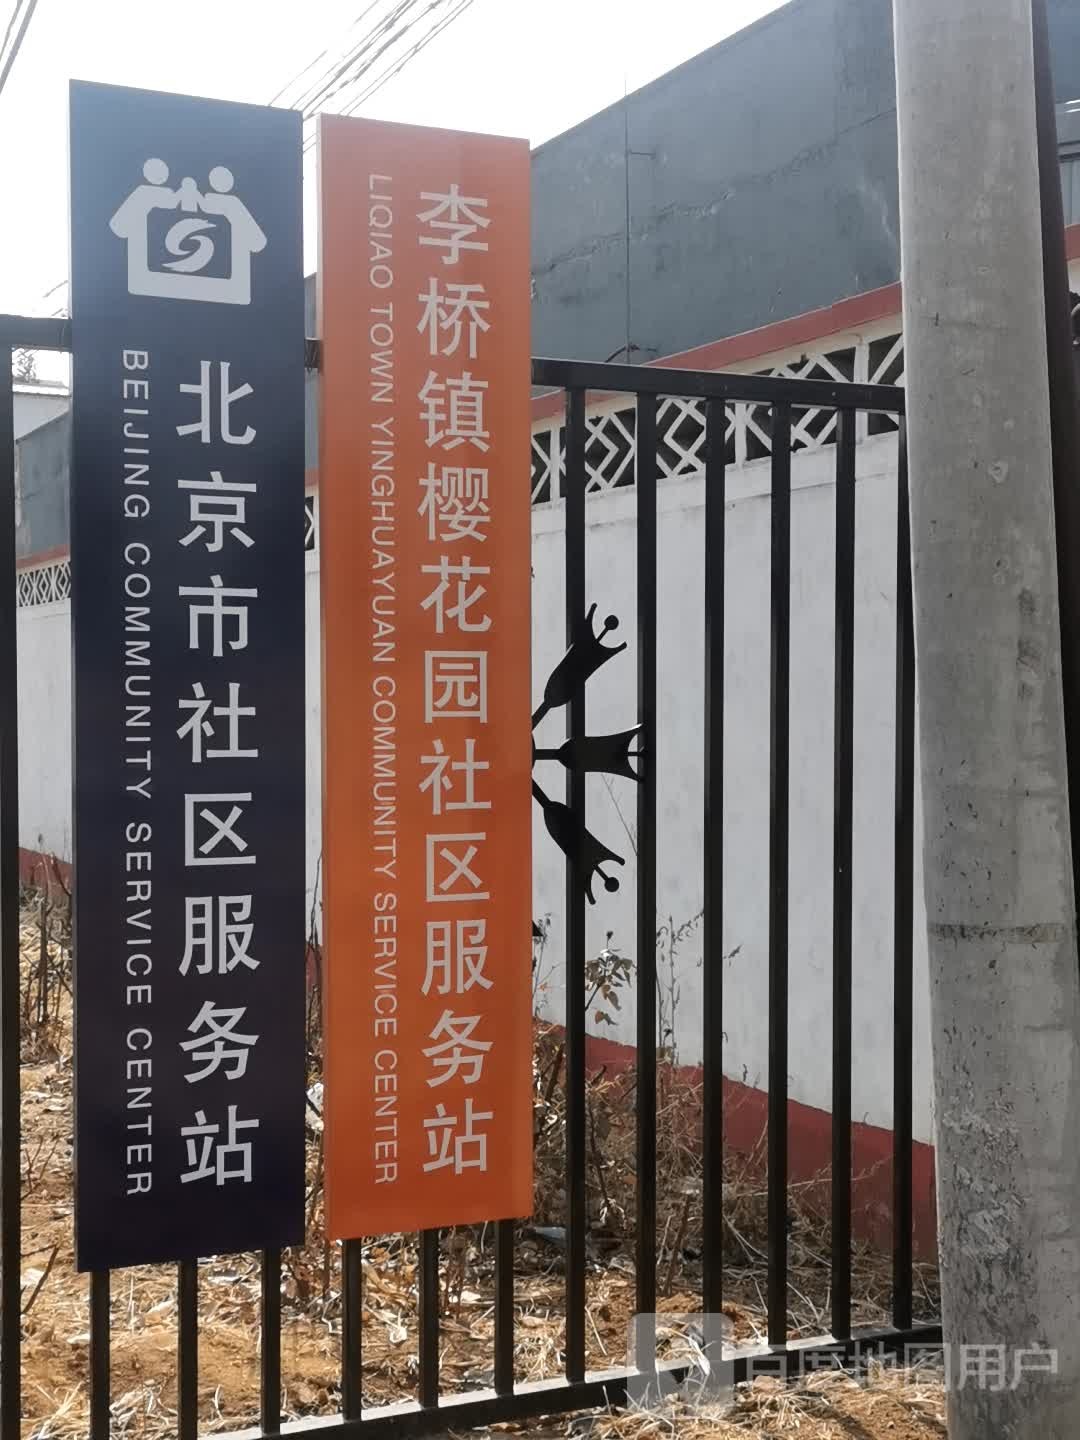 北京市社区服务站
BEIJING COMMUNITY SERVICE CENTER
李桥镇樱花园社区服务站
LIQIAO TOWN YINGHUAYUAN COMMUNITY SERVICE CENTER
百度地图用户